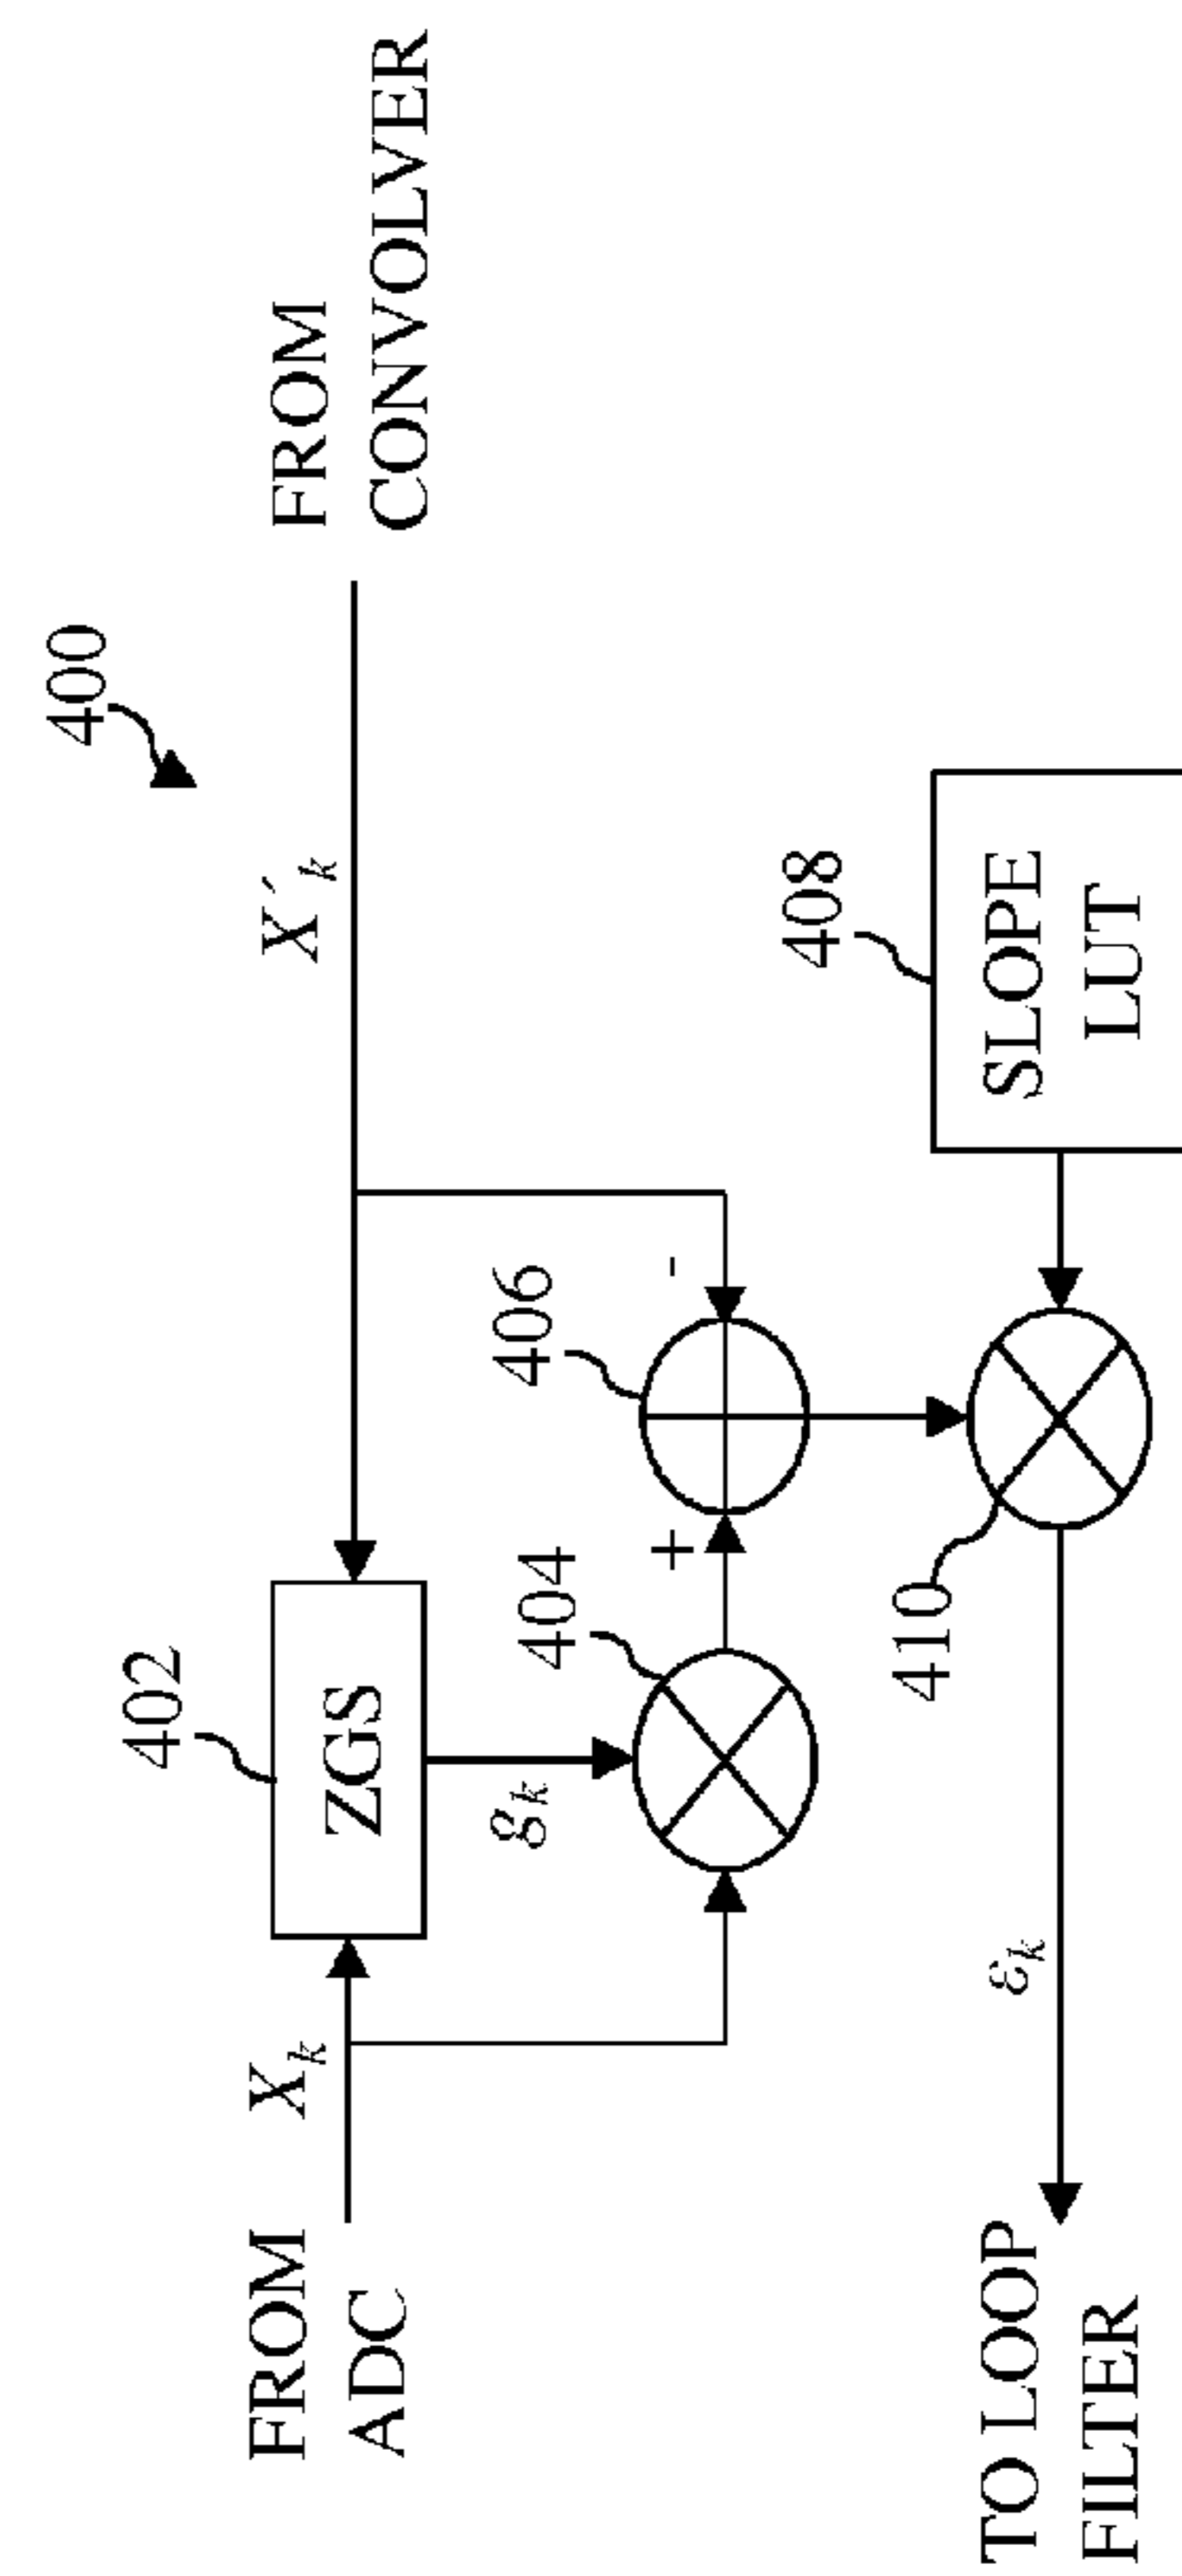 400
FROM
CONVOLVER
X´k
402
ZGS
FROM
ADC
Xk
gk
404
+
406
-
408
SLOPE
LUT
410
εk
TO LOOP
FILTER